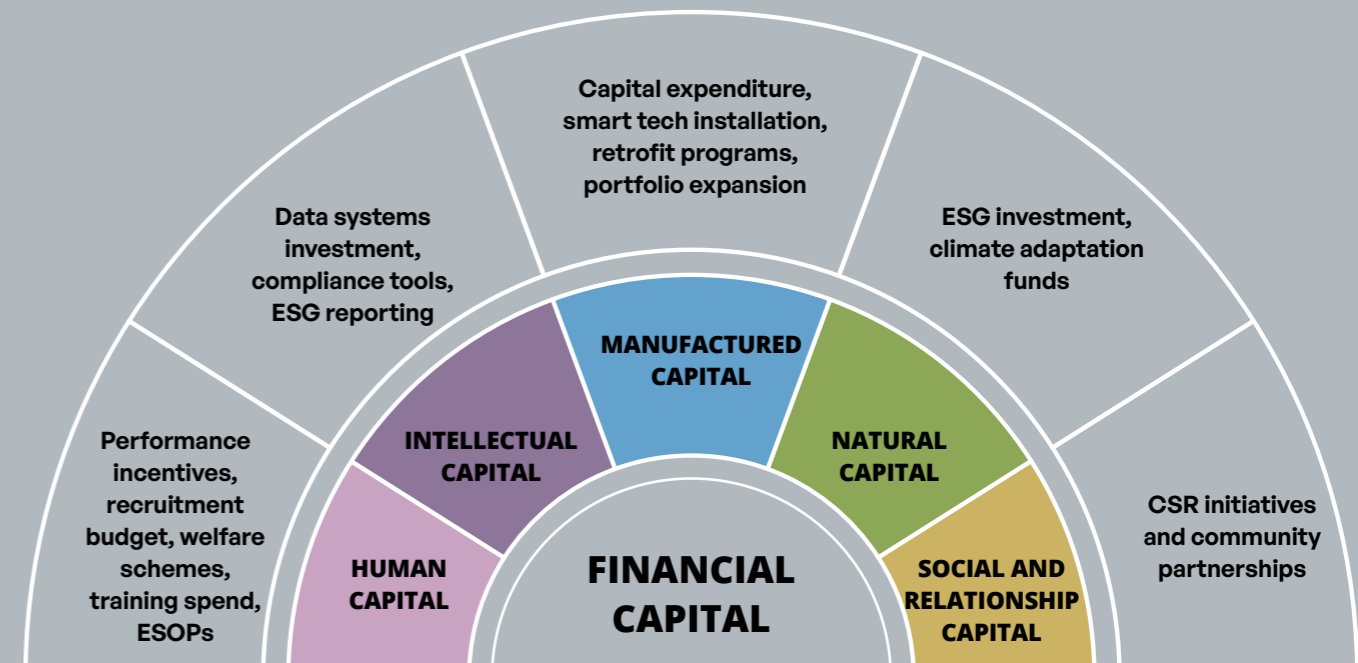 Capital expenditure,
smart tech installation,
retrofit programs,
portfolio expansion
Data systems
investment,
compliance tools,
ESG reporting
ESG investment,
climate adaptation
funds
Performance
incentives,
recruitment
budget, welfare
schemes,
training spend,
ESOPs
CSR initiatives
and community
partnerships
MANUFACTURED
CAPITAL
INTELLECTUAL
CAPITAL
NATURAL
CAPITAL
HUMAN
CAPITAL
SOCIAL AND
RELATIONSHIP
CAPITAL
FINANCIAL
CAPITAL